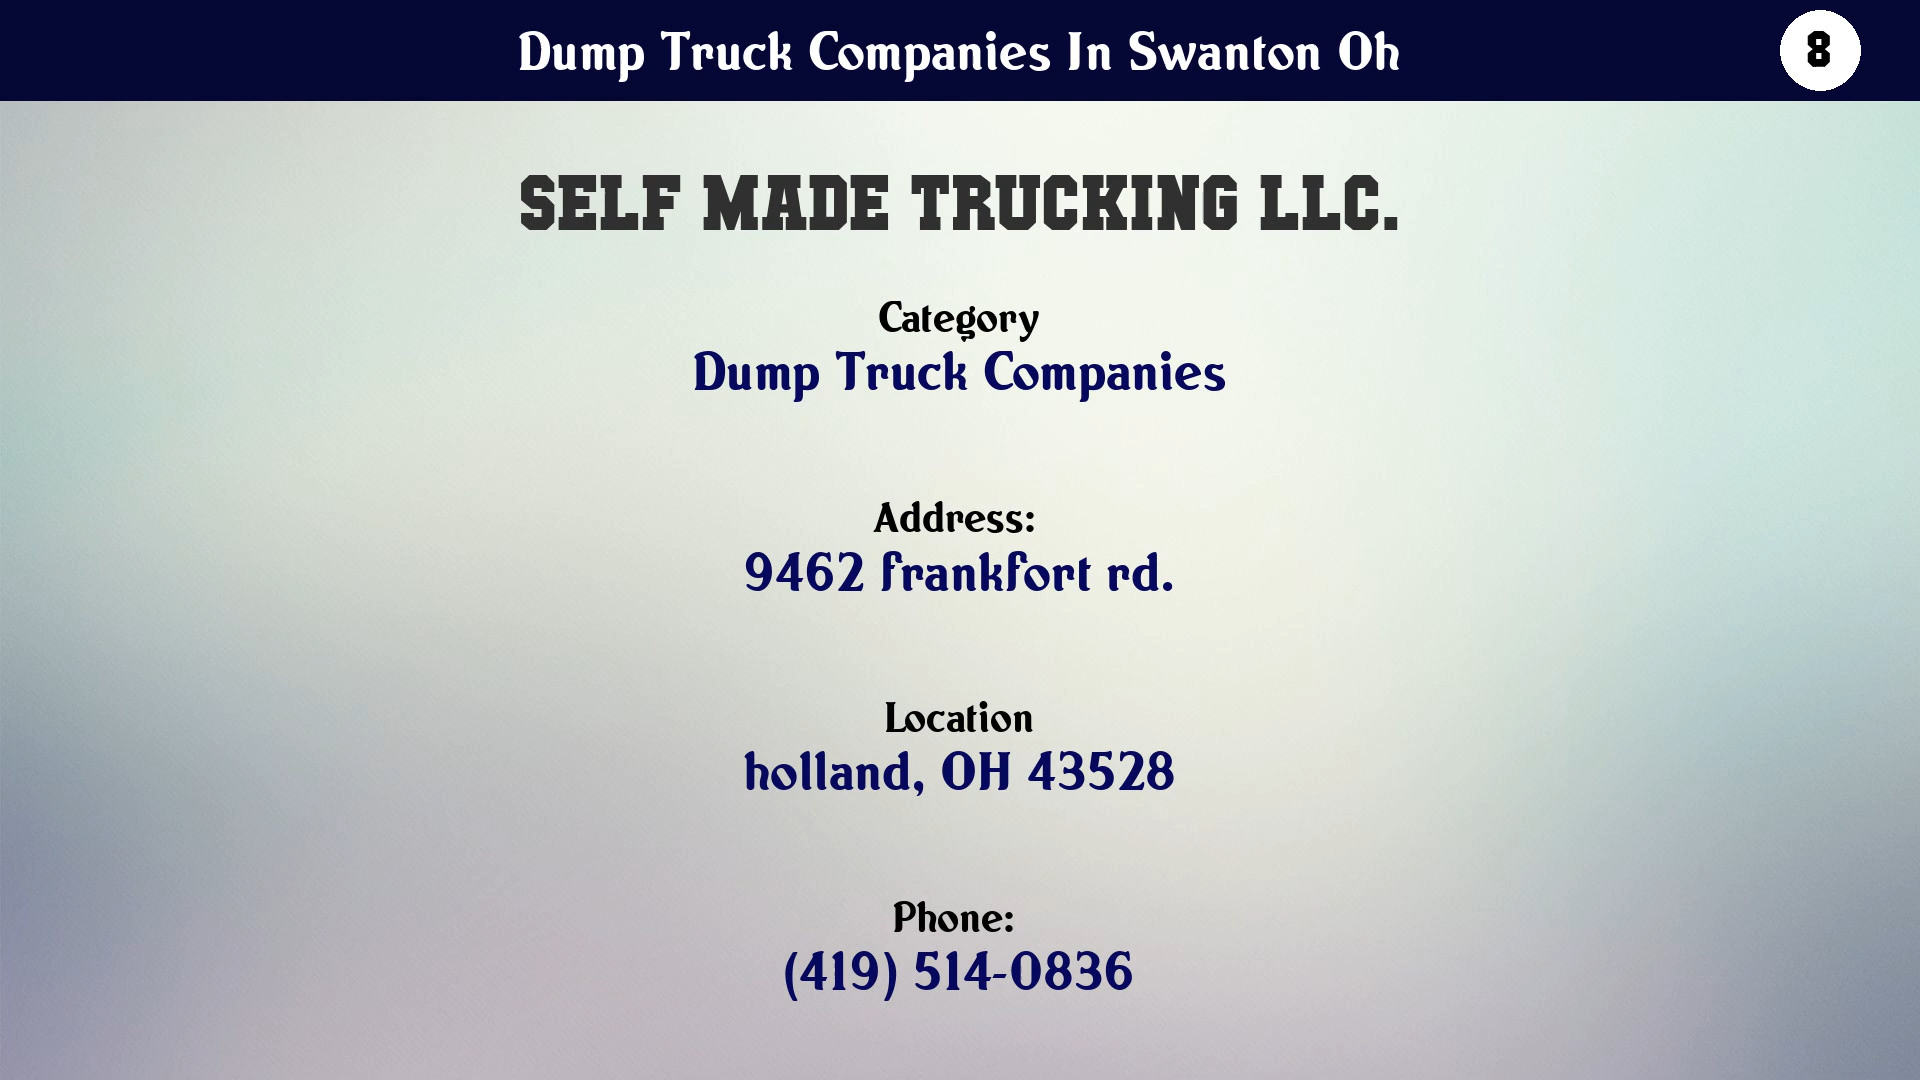 Dump Truck Companies In Swanton Oh
8
SELF MADE TRUCKING LLC.
Category
Dump Truck Companies
Address:
9462 frankfort rd.
Location
holland, OH 43528
Phone:
(419) 514-0836